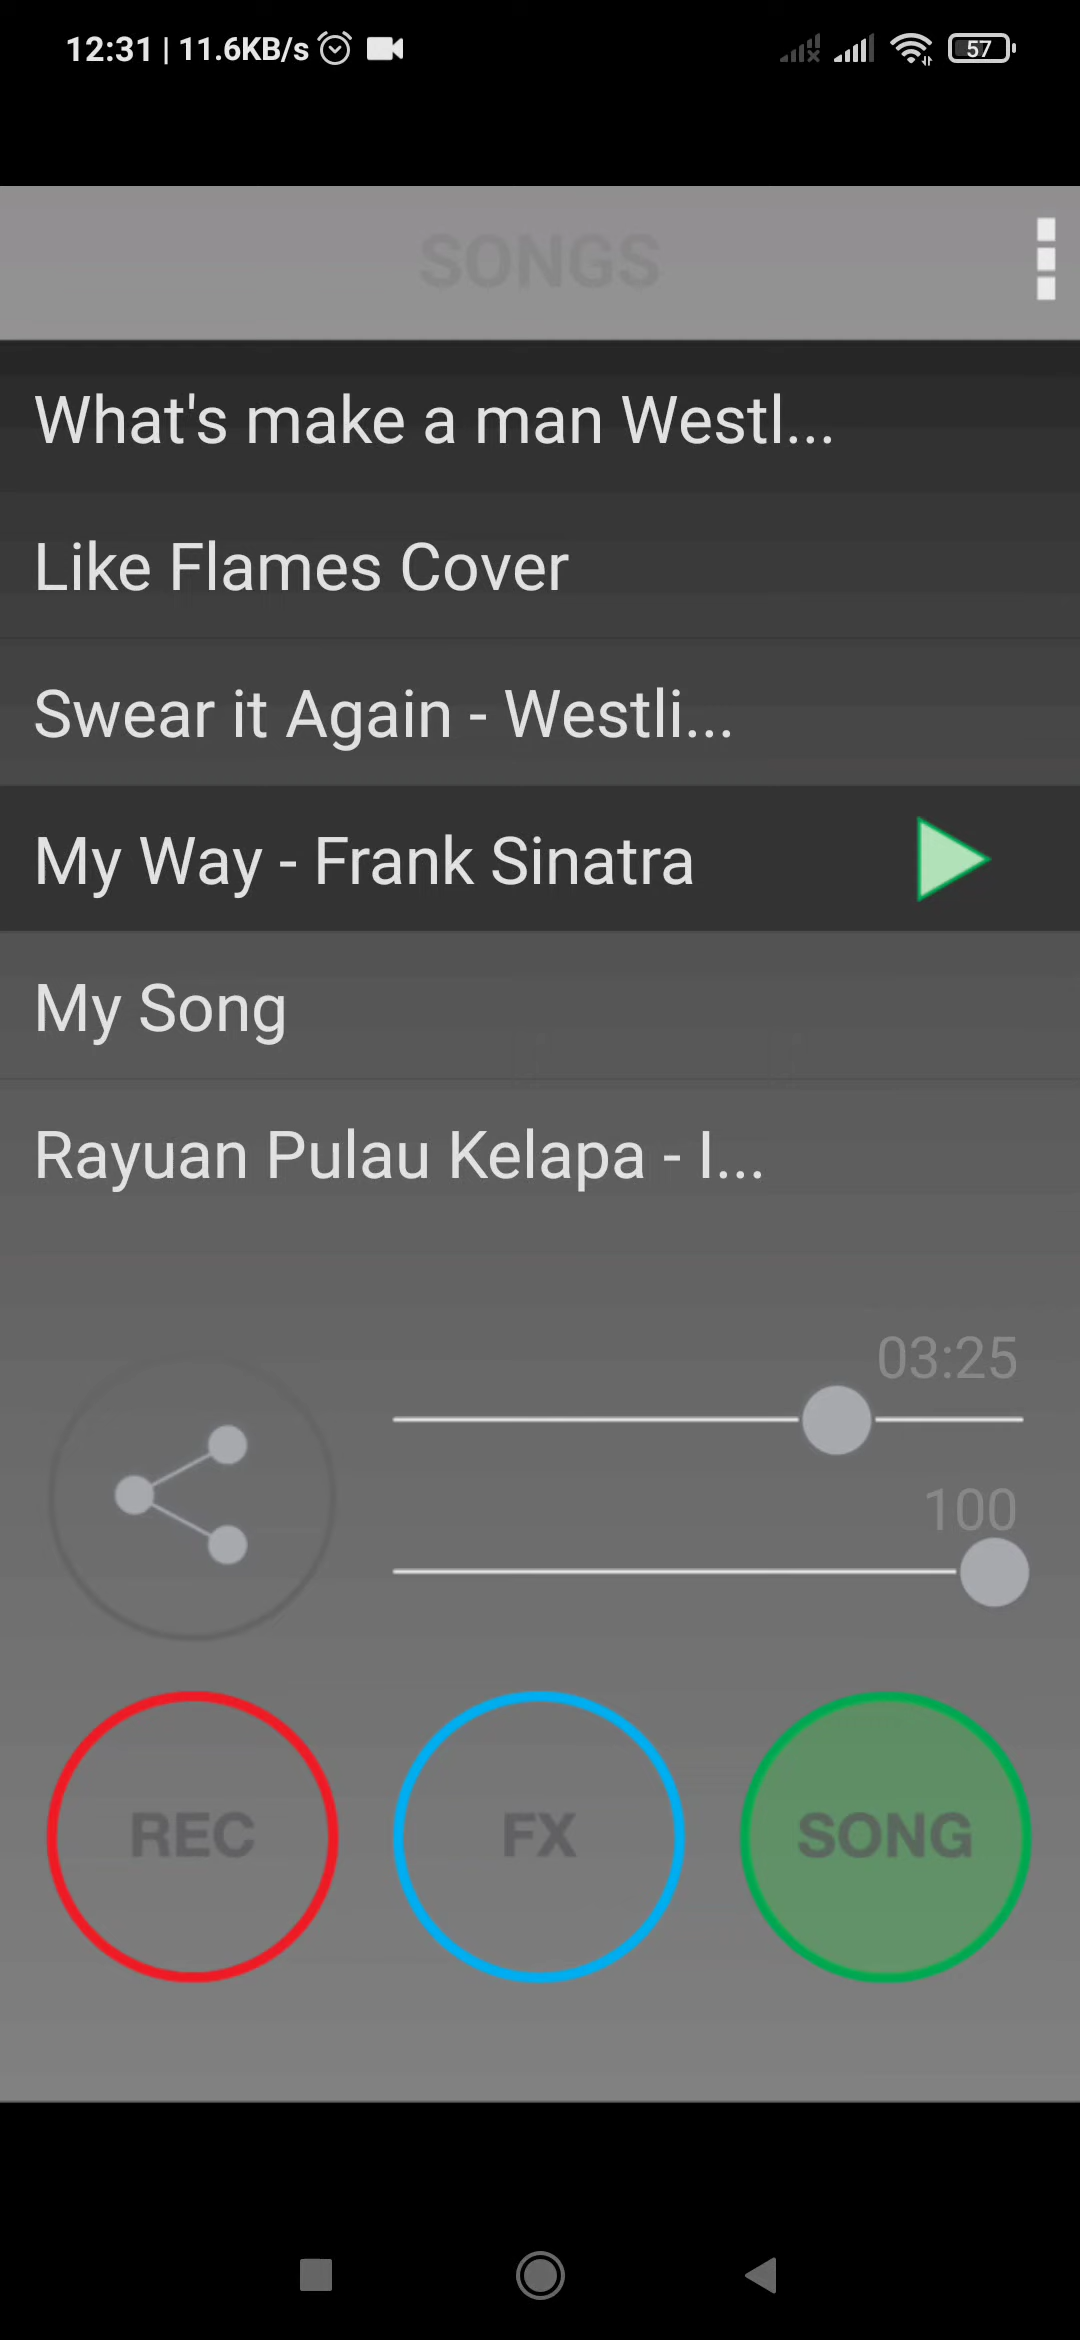 12:31 | 11.6KB/s 57
SONGS
What's make a man Westl...
Like Flames Cover
Swear it Again - Westli...
My Way - Frank Sinatra
My Song
Rayuan Pulau Kelapa - I...
03:25
100
REC FX SONG